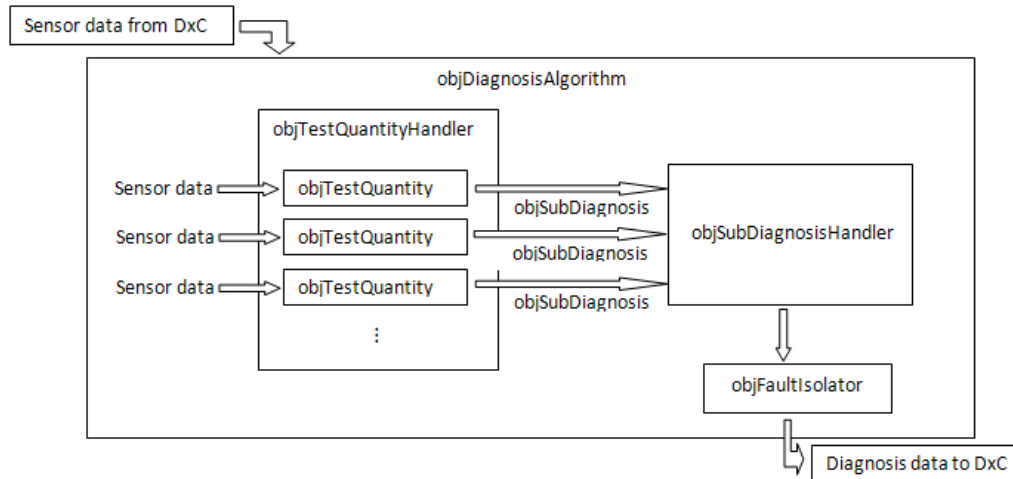 Sensor data from DxC
objDiagnosisAlgorithm
objTestQuantityHandler
Sensor data
objTestQuantity
objSubDiagnosis
Sensor data
objTestQuantity
objSubDiagnosis
objSubDiagnosisHandler
Sensor data
objTestQuantity
objSubDiagnosis
⋮
objFaultIsolator
Diagnosis data to DxC